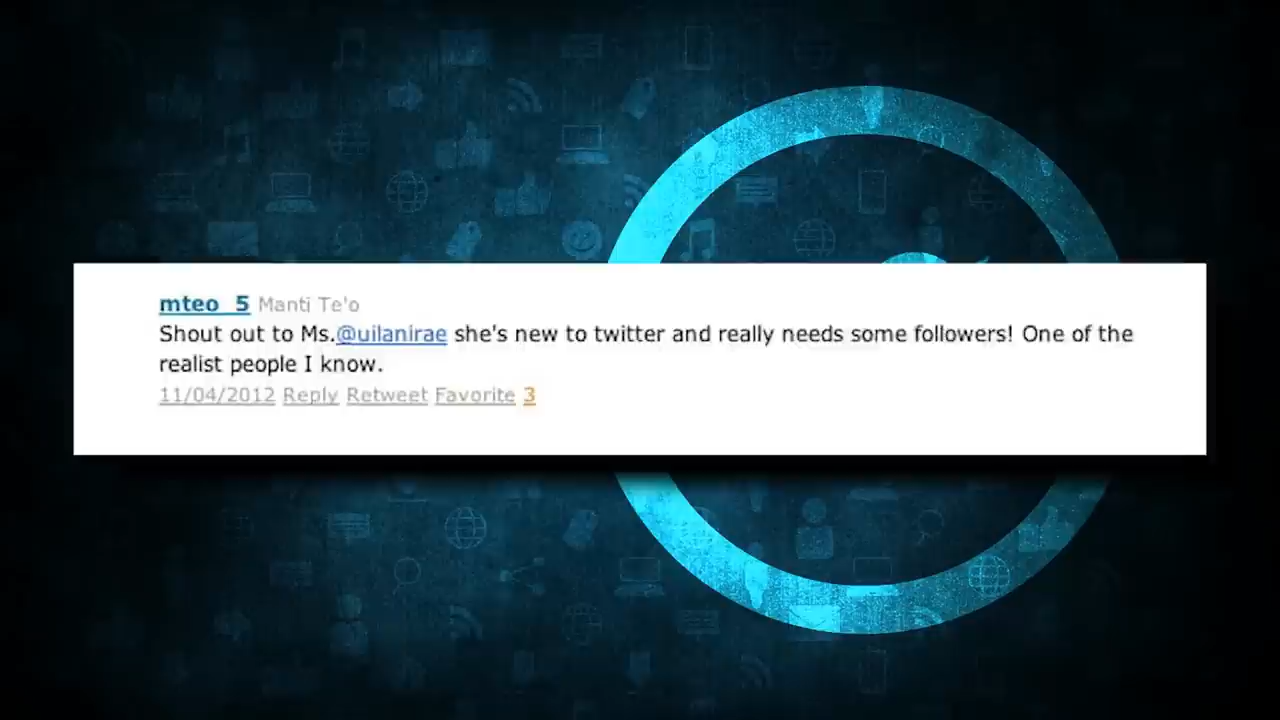 mteo_5 Manti Te'o
Shout out to Ms.@uilanirae she's new to twitter and really needs some followers! One of the
realist people I know.
11/04/2012 Reply Retweet Favorite 3